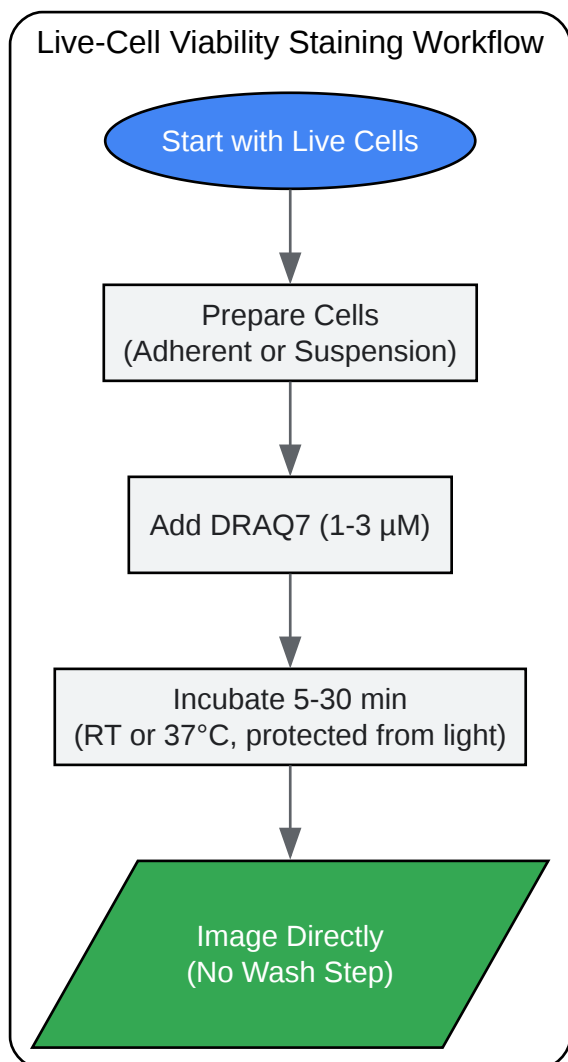 Live-Cell Viability Staining Workflow
Start with Live Cells
Prepare Cells
(Adherent or Suspension)
Add DRAQ7 (1-3 µM)
Incubate 5-30 min
(RT or 37°C, protected from light)
Image Directly
(No Wash Step)